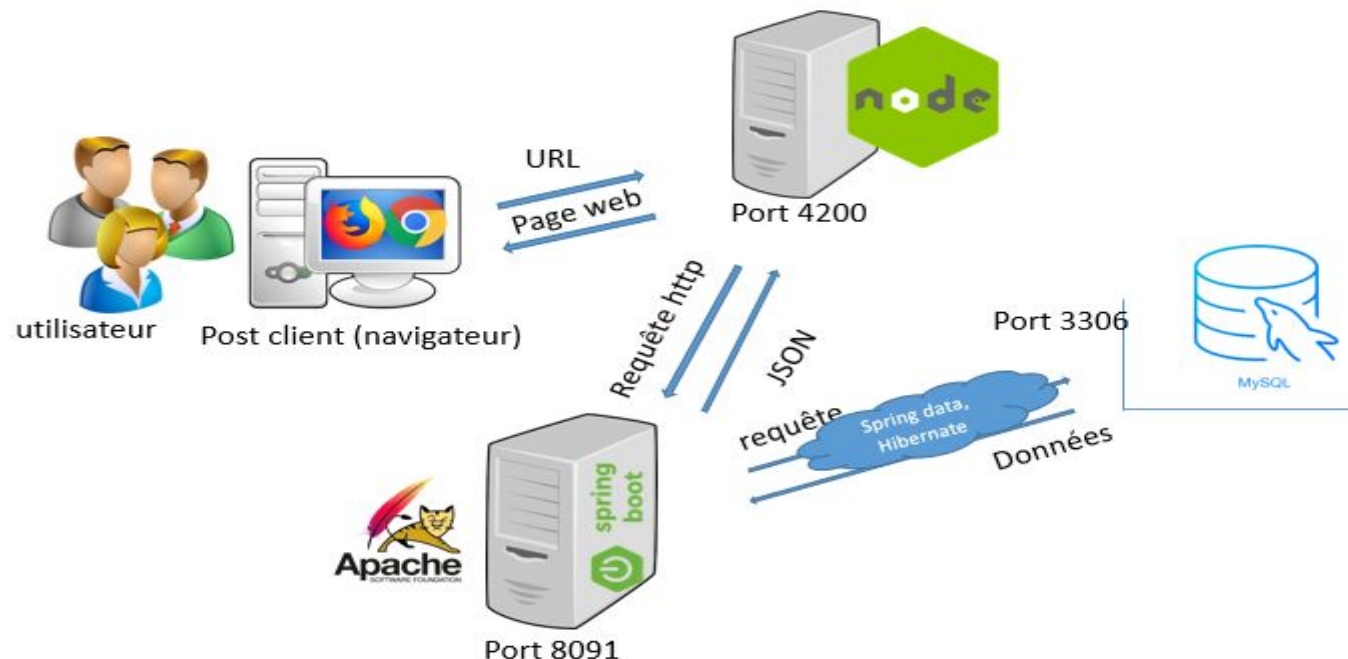 node
URL
Page web
Port 4200
utilisateur
Post client (navigateur)
Requête http
JSON
Port 3306
MySQL
requête
Spring data,
Hibernate
Données
spring
boot
Apache
SOFTWARE FOUNDATION
Port 8091